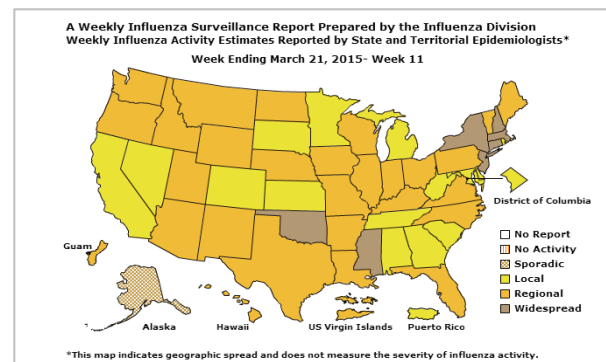 A Weekly Influenza Surveillance Report Prepared by the Influenza Division
Weekly Influenza Activity Estimates Reported by State and Territorial Epidemiologists*
Week Ending March 21, 2015- Week 11
District of Columbia
No Report
Guam
No Activity
Sporadic
Local
Regional
Widespread
Alaska
Hawaii
US Virgin Islands
Puerto Rico
*This map indicates geographic spread and does not measure the severity of influenza activity.